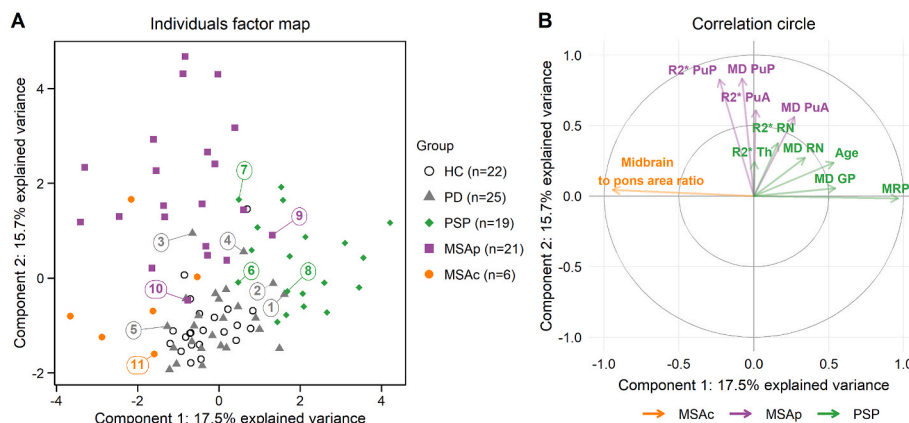 A
Individuals factor map
Component 2: 15.7% explained variance
4
2
0
-2
-4
-2
0
2
4
Component 1: 17.5% explained variance
7
9
3
4
6
8
10
2
1
5
11
Group
HC (n=22)
PD (n=25)
PSP (n=19)
MSAp (n=21)
MSAc (n=6)
B
Correlation circle
Component 2: 15.7% explained variance
1.0
0.5
0.0
-0.5
-1.0
-1.0
-0.5
0.0
0.5
1.0
Component 1: 17.5% explained variance
R2* PuP
MD PuP
R2* PuA
MD PuA
R2* RN
R2* Th
MD RN
Age
MD GP
MRP
Midbrain
to pons area ratio
MSAc
MSAp
PSP